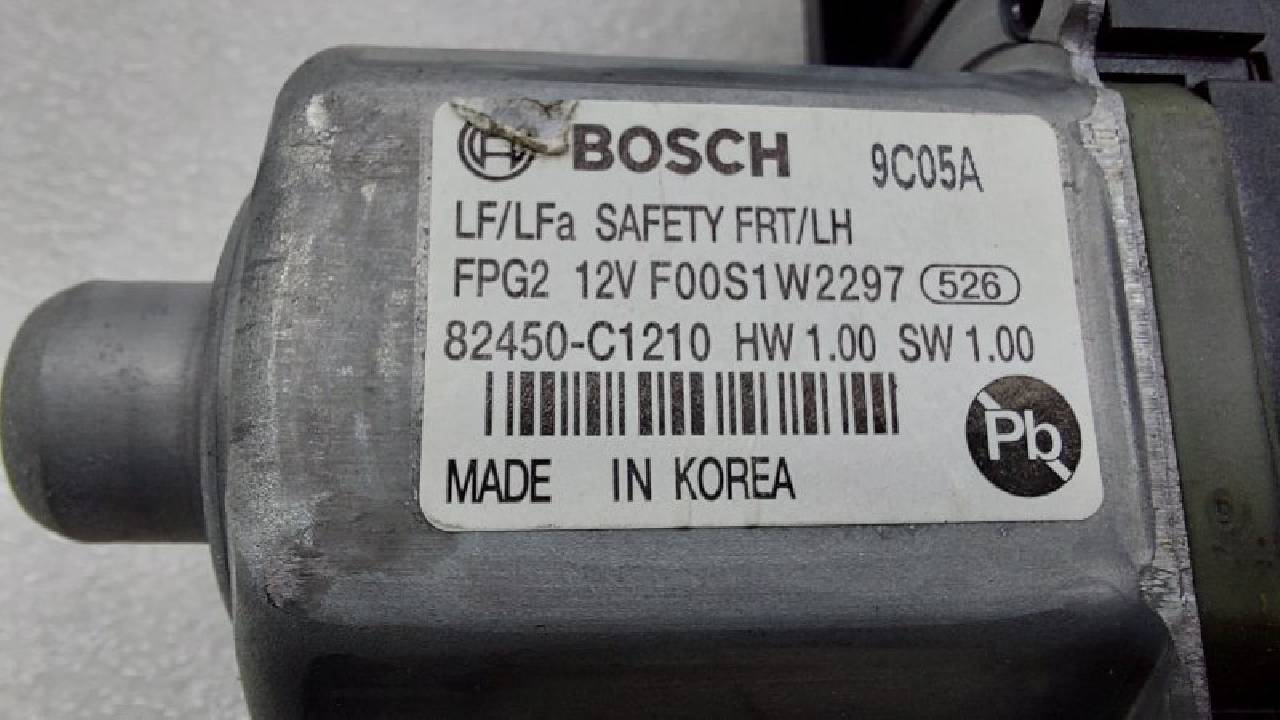 BOSCH 9C05A
LF/LFa SAFETY FRT/LH
FPG2 12V F00S1W2297 526
82450-C1210 HW 1.00 SW 1.00
Pb
MADE IN KOREA